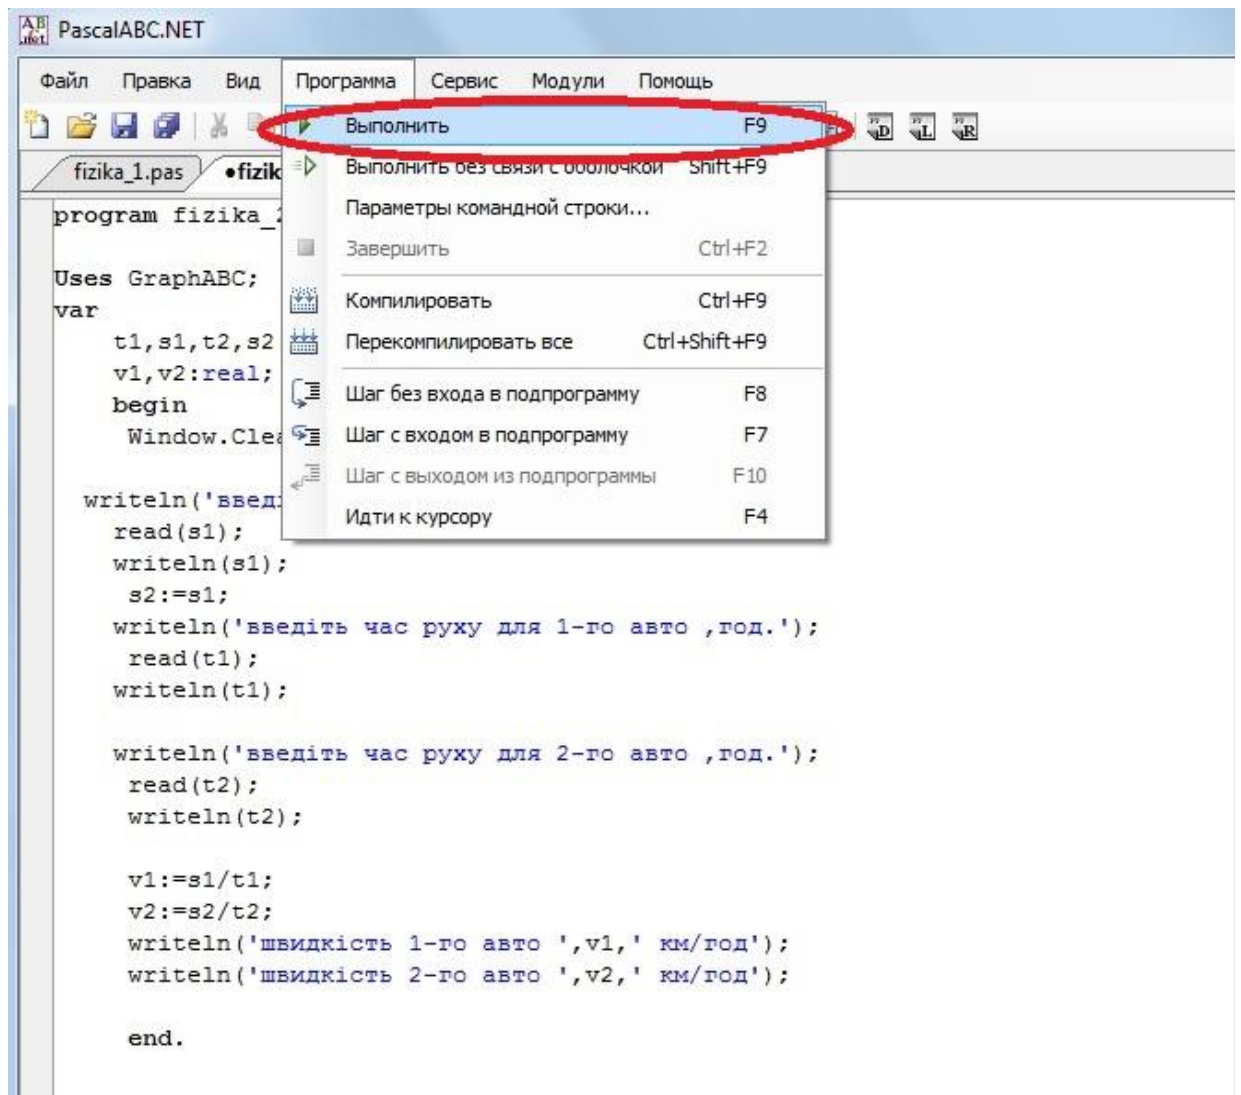 PascalABC.NET
Файл Правка Вид Программа Сервис Модули Помощь
Выполнить F9
fizika_1.pas •fizik
Выполнить без связи с оболочкой Shift+F9
Параметры командной строки...
Завершить Ctrl+F2
Компилировать Ctrl+F9
Перекомпилировать все Ctrl+Shift+F9
Шаг без входа в подпрограмму F8
Шаг с входом в подпрограмму F7
Шаг с выходом из подпрограммы F10
Идти к курсору F4
program fizika_
Uses GraphABC;
var
t1,s1,t2,s2
v1,v2:real;
begin
Window.Clea
writeln('введ
read(s1);
writeln(s1);
s2:=s1;
writeln('введіть час руху для 1-го авто ,год.');
read(t1);
writeln(t1);
writeln('введіть час руху для 2-го авто ,год.');
read(t2);
writeln(t2);
v1:=s1/t1;
v2:=s2/t2;
writeln('швидкість 1-го авто ',v1,' км/год');
writeln('швидкість 2-го авто ',v2,' км/год');
end.